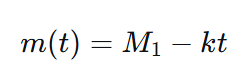 m(t) = M₁ − kt